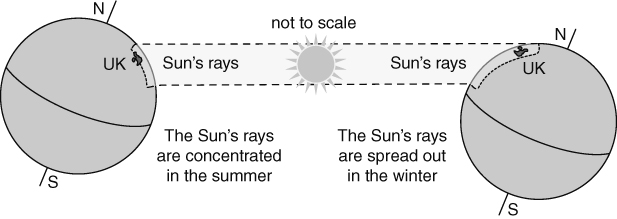 N
not to scale
N
UK
Sun's rays
Sun's rays
UK
The Sun's rays
are concentrated
in the summer
The Sun's rays
are spread out
in the winter
S
S